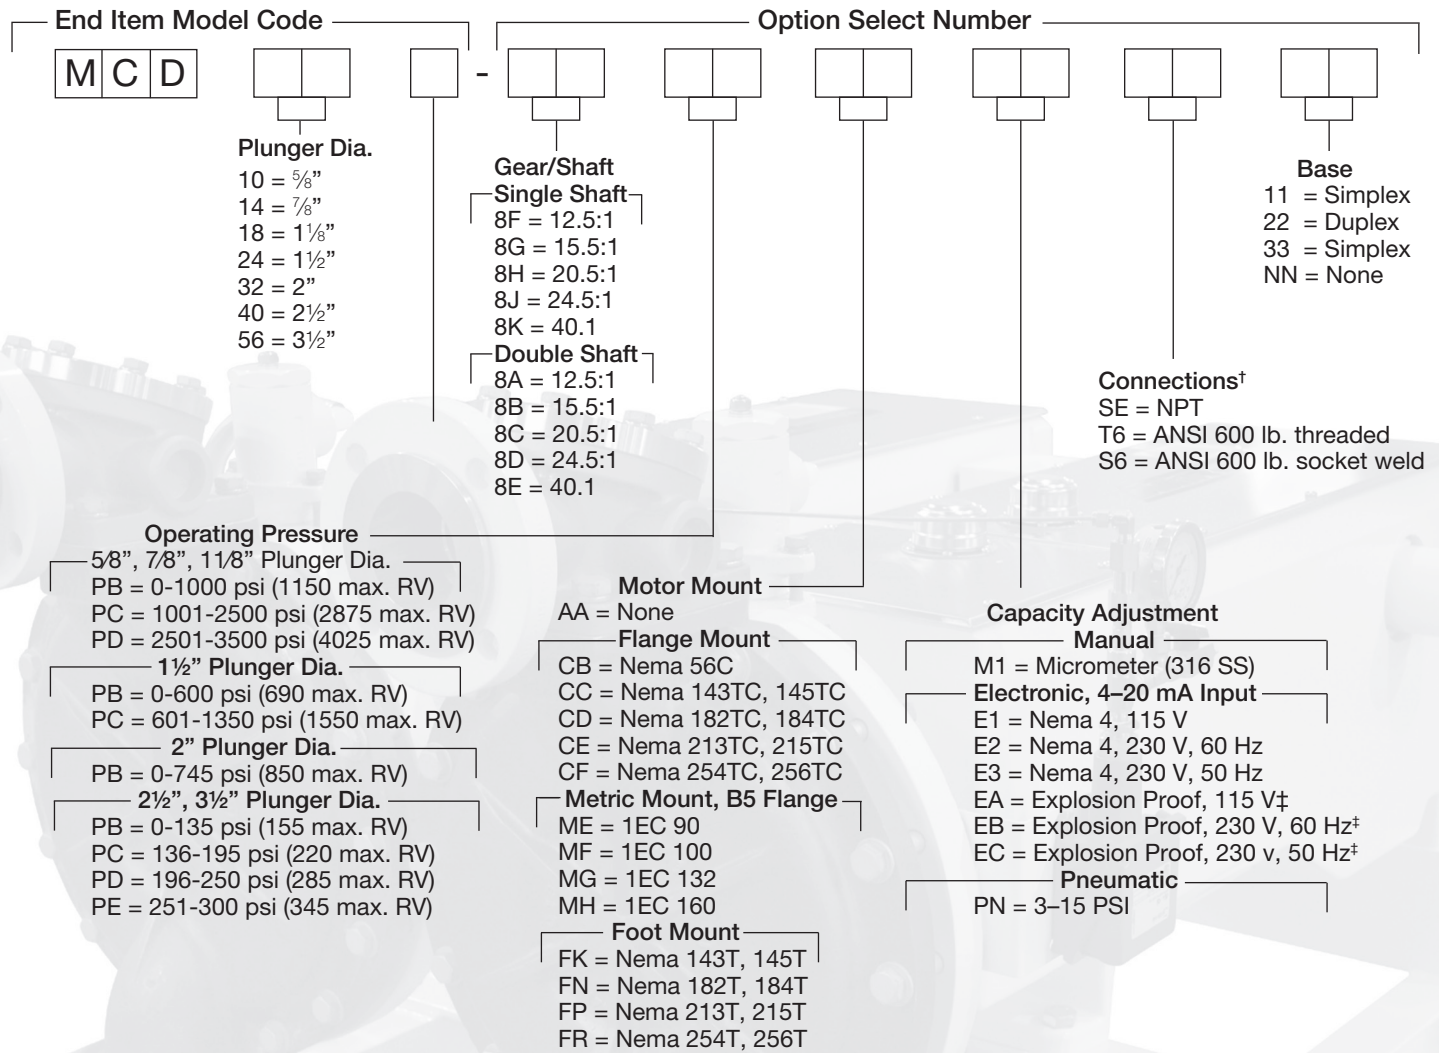 End Item Model Code
Option Select Number
M C D
-
Plunger Dia.
10 = ⅝”
14 = ⅞”
18 = 1⅛”
24 = 1½”
32 = 2”
40 = 2½”
56 = 3½”
Gear/Shaft
Single Shaft
8F = 12.5:1
8G = 15.5:1
8H = 20.5:1
8J = 24.5:1
8K = 40.1
Double Shaft
8A = 12.5:1
8B = 15.5:1
8C = 20.5:1
8D = 24.5:1
8E = 40.1
Base
11 = Simplex
22 = Duplex
33 = Simplex
NN = None
Connections†
SE = NPT
T6 = ANSI 600 lb. threaded
S6 = ANSI 600 lb. socket weld
Operating Pressure
5/8”, 7/8”, 11/8” Plunger Dia.
PB = 0-1000 psi (1150 max. RV)
PC = 1001-2500 psi (2875 max. RV)
PD = 2501-3500 psi (4025 max. RV)
1½” Plunger Dia.
PB = 0-600 psi (690 max. RV)
PC = 601-1350 psi (1550 max. RV)
2” Plunger Dia.
PB = 0-745 psi (850 max. RV)
2½”, 3½” Plunger Dia.
PB = 0-135 psi (155 max. RV)
PC = 136-195 psi (220 max. RV)
PD = 196-250 psi (285 max. RV)
PE = 251-300 psi (345 max. RV)
Motor Mount
AA = None
Flange Mount
CB = Nema 56C
CC = Nema 143TC, 145TC
CD = Nema 182TC, 184TC
CE = Nema 213TC, 215TC
CF = Nema 254TC, 256TC
Metric Mount, B5 Flange
ME = 1EC 90
MF = 1EC 100
MG = 1EC 132
MH = 1EC 160
Foot Mount
FK = Nema 143T, 145T
FN = Nema 182T, 184T
FP = Nema 213T, 215T
FR = Nema 254T, 256T
Capacity Adjustment
Manual
M1 = Micrometer (316 SS)
Electronic, 4–20 mA Input
E1 = Nema 4, 115 V
E2 = Nema 4, 230 V, 60 Hz
E3 = Nema 4, 230 V, 50 Hz
EA = Explosion Proof, 115 V‡
EB = Explosion Proof, 230 V, 60 Hz‡
EC = Explosion Proof, 230 v, 50 Hz‡
Pneumatic
PN = 3–15 PSI